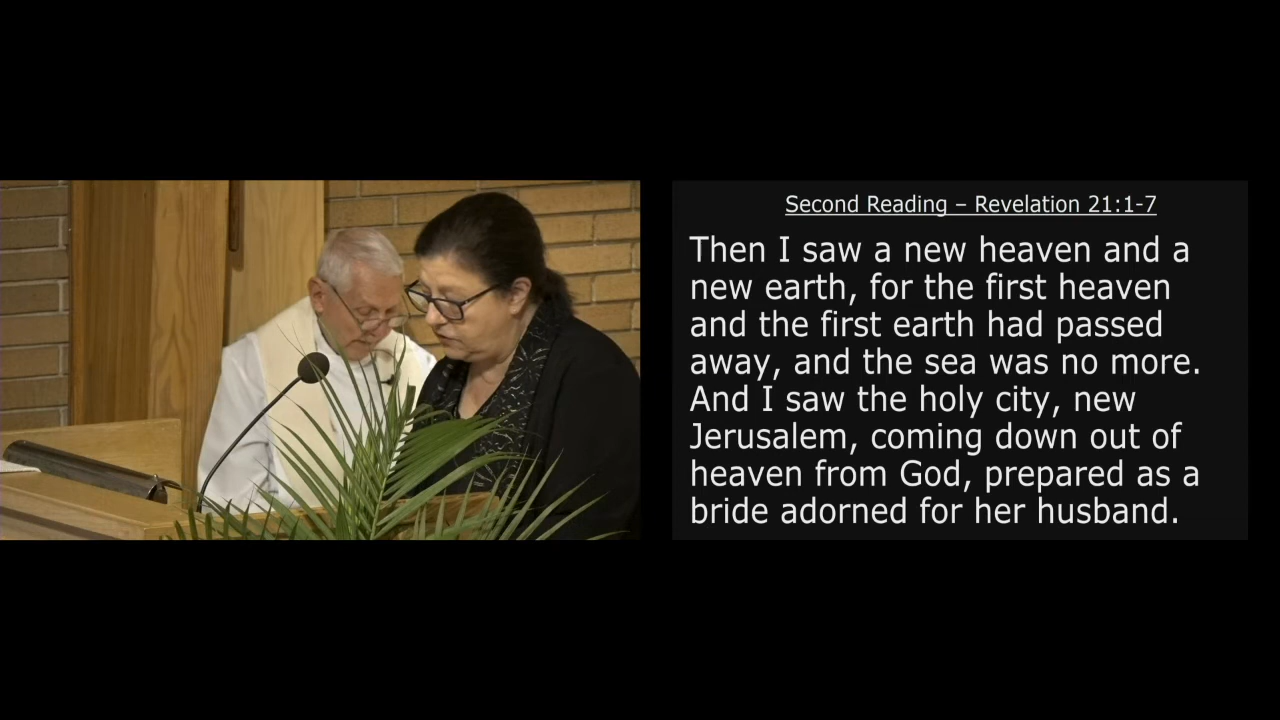 Second Reading – Revelation 21:1-7
Then I saw a new heaven and a
new earth, for the first heaven
and the first earth had passed
away, and the sea was no more.
And I saw the holy city, new
Jerusalem, coming down out of
heaven from God, prepared as a
bride adorned for her husband.